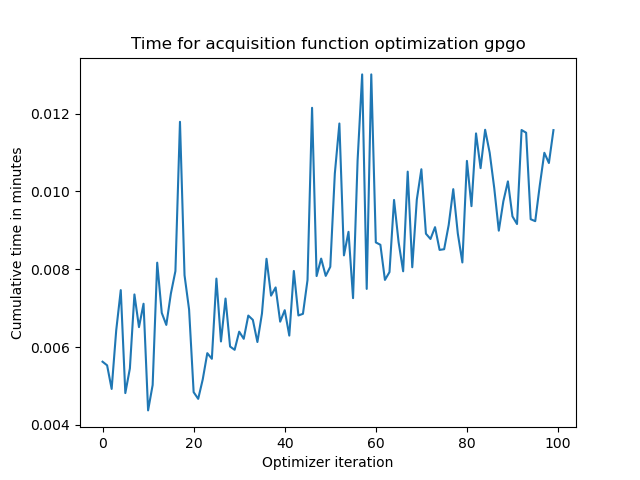 Time for acquisition function optimization gpgo
0.012
0.010
0.008
0.006
0.004
Cumulative time in minutes
0 20 40 60 80 100
Optimizer iteration